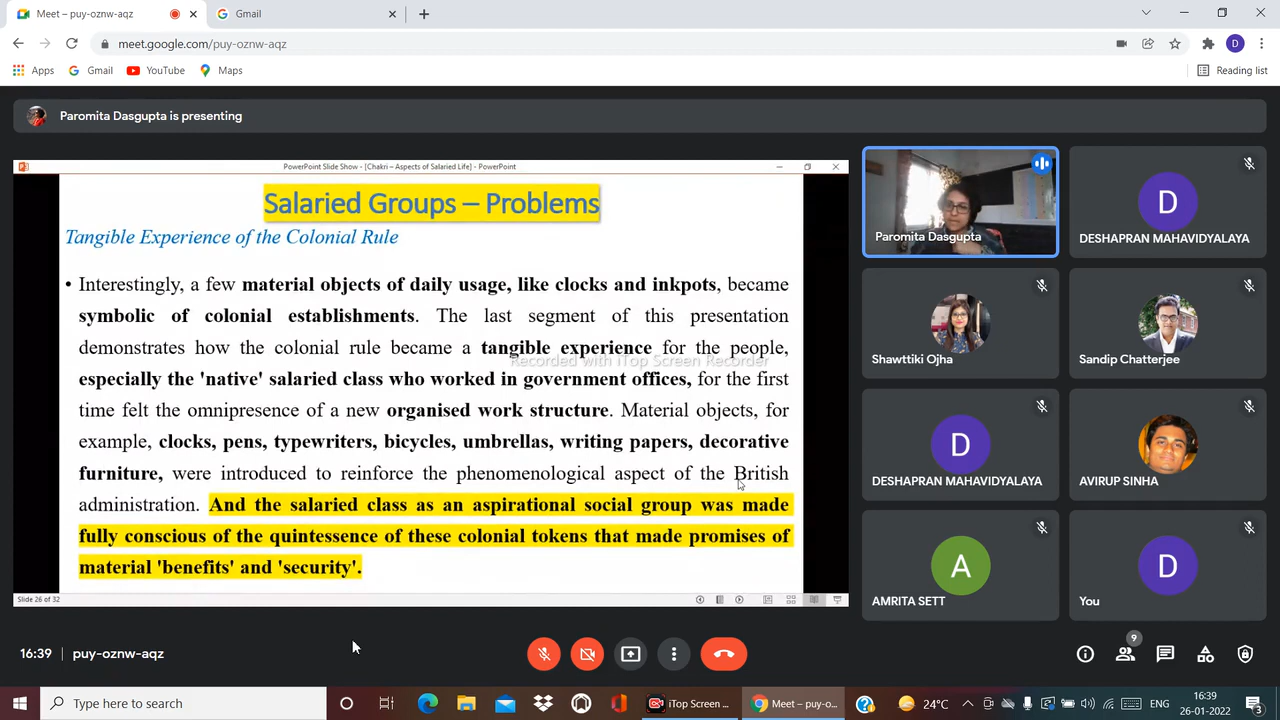 Meet – puy-oznw-aqz
Gmail
meet.google.com/puy-oznw-aqz
D
Apps
Gmail
YouTube
Maps
Reading list
Paromita Dasgupta is presenting
PowerPoint Slide Show - [Chakri – Aspects of Salaried Life] - PowerPoint
Salaried Groups – Problems
Tangible Experience of the Colonial Rule
• Interestingly, a few material objects of daily usage, like clocks and inkpots, became
symbolic of colonial establishments. The last segment of this presentation
demonstrates how the colonial rule became a tangible experience for the people,
Recorded with iTop Screen Recorder
especially the 'native' salaried class who worked in government offices, for the first
time felt the omnipresence of a new organised work structure. Material objects, for
example, clocks, pens, typewriters, bicycles, umbrellas, writing papers, decorative
furniture, were introduced to reinforce the phenomenological aspect of the British
administration. And the salaried class as an aspirational social group was made
fully conscious of the quintessence of these colonial tokens that made promises of
material 'benefits' and 'security'.
Slide 26 of 32
Paromita Dasgupta
D
DESHAPRAN MAHAVIDYALAYA
Shawttiki Ojha
Sandip Chatterjee
D
DESHAPRAN MAHAVIDYALAYA
AVIRUP SINHA
A
AMRITA SETT
D
You
16:39
puy-oznw-aqz
9
Type here to search
iTop Screen ...
Meet – puy-o...
24°C
ENG
16:39
26-01-2022
3